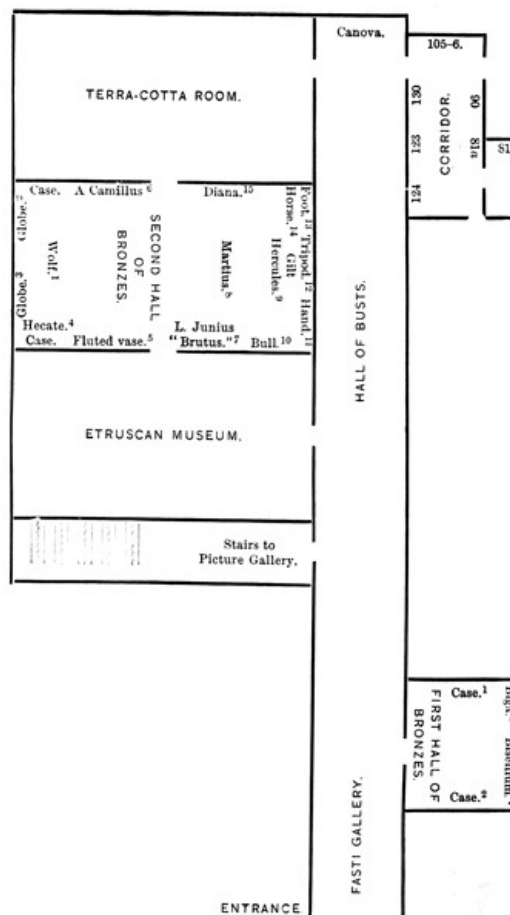 Canova.
105-6.
TERRA-COTTA ROOM.
130
90
CORRIDOR.
123
81a
81
124
Case. A Camillus 6
Diana.15
Globe.2
Globe.3
Wolf.1
SECOND HALL
OF
BRONZES.
Martius.8
Foot.13 Tripod.12 Hand.11
Horse.14 Gilt
Hercules.9
Hecate.4
Case. Fluted vase.5
L. Junius
"Brutus."7 Bull.10
HALL OF BUSTS.
ETRUSCAN MUSEUM.
Stairs to
Picture Gallery.
FIRST HALL OF
BRONZES.
Case.1
Case.2
FASTI GALLERY.
ENTRANCE